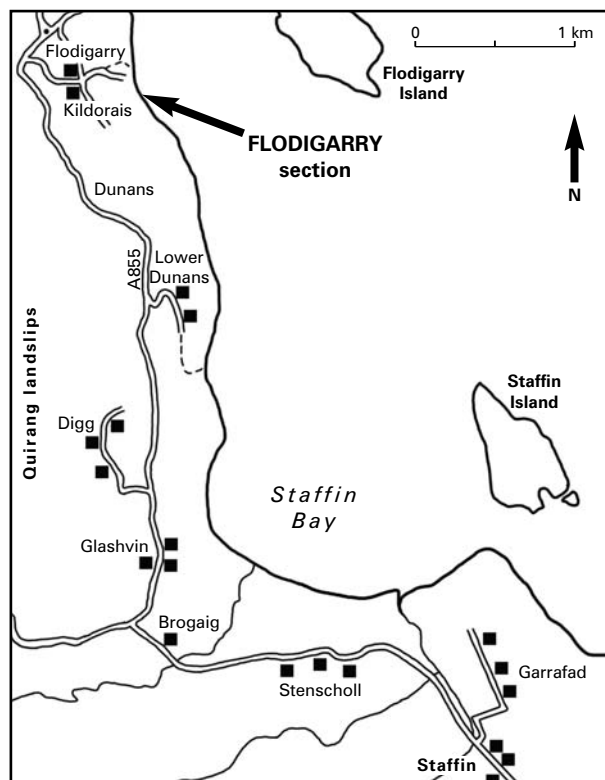 0 1 km
Flodigarry
Flodigarry
Island
Kildorais
FLODIGARRY
section
N
Dunans
A855
Lower
Dunans
Quirang landslips
Staffin
Island
Digg
Staffin
Bay
Glashvin
Brogaig
Stenscholl
Garrafad
Staffin